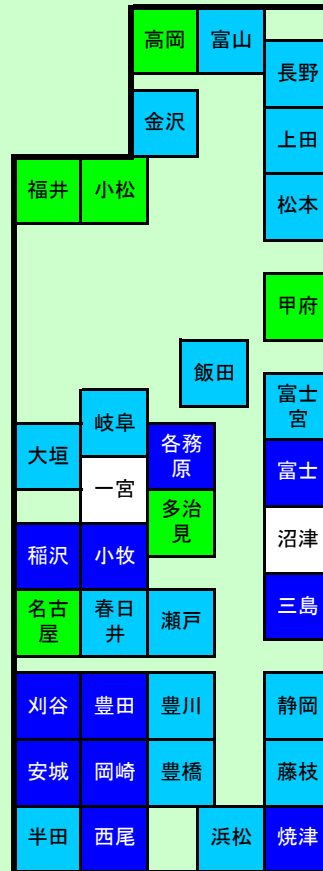 高岡 富山
長野
金沢
上田
福井 小松
松本
甲府
飯田
富士
宮
岐阜
大垣
各務
原
富士
一宮
多治
見
沼津
稲沢 小牧
三島
名古
屋
春日
井
瀬戸
刈谷 豊田 豊川 静岡
安城 岡崎 豊橋 藤枝
半田 西尾 浜松 焼津